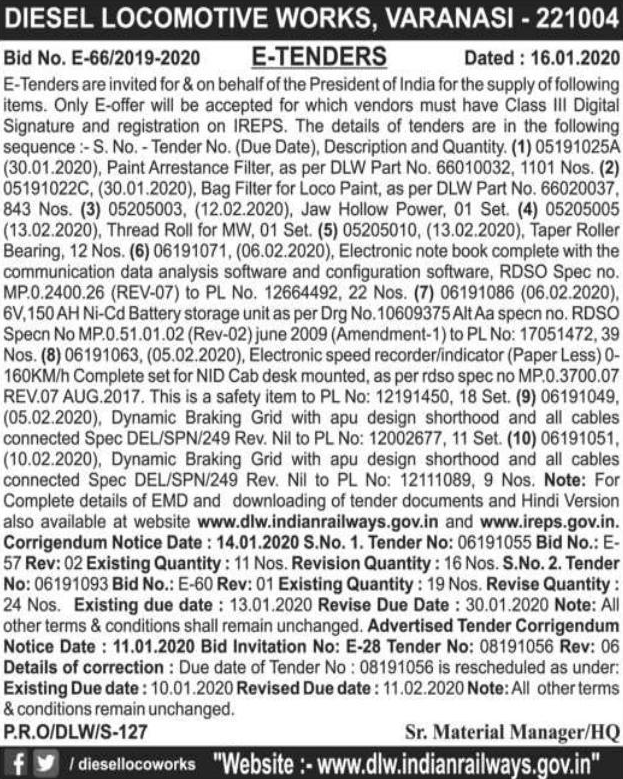 DIESEL LOCOMOTIVE WORKS, VARANASI - 221004
Bid No. E-66/2019-2020 E-TENDERS Dated : 16.01.2020
E-Tenders are invited for & on behalf of the President of India for the supply of following
items. Only E-offer will be accepted for which vendors must have Class III Digital
Signature and registration on IREPS. The details of tenders are in the following
sequence :- S. No. - Tender No. (Due Date), Description and Quantity. (1) 05191025A
(30.01.2020), Paint Arrestance Filter, as per DLW Part No. 66010032, 1101 Nos. (2)
05191022C, (30.01.2020), Bag Filter for Loco Paint, as per DLW Part No. 66020037,
843 Nos. (3) 05205003, (12.02.2020), Jaw Hollow Power, 01 Set. (4) 05205005
(13.02.2020), Thread Roll for MW, 01 Set. (5) 05205010, (13.02.2020), Taper Roller
Bearing, 12 Nos. (6) 06191071, (06.02.2020), Electronic note book complete with the
communication data analysis software and configuration software, RDSO Spec no.
MP.0.2400.26 (REV-07) to PL No. 12664492, 22 Nos. (7) 06191086 (06.02.2020),
6V,150 AH Ni-Cd Battery storage unit as per Drg No.10609375 Alt Aa specn no. RDSO
Specn No MP.0.51.01.02 (Rev-02) june 2009 (Amendment-1) to PL No: 17051472, 39
Nos. (8) 06191063, (05.02.2020), Electronic speed recorder/indicator (Paper Less) 0-
160KM/h Complete set for NID Cab desk mounted, as per rdso spec no MP.0.3700.07
REV.07 AUG.2017. This is a safety item to PL No: 12191450, 18 Set. (9) 06191049,
(05.02.2020), Dynamic Braking Grid with apu design shorthood and all cables
connected Spec DEL/SPN/249 Rev. Nil to PL No: 12002677, 11 Set. (10) 06191051,
(10.02.2020), Dynamic Braking Grid with apu design shorthood and all cables
connected Spec DEL/SPN/249 Rev. Nil to PL No: 12111089, 9 Nos. Note: For
Complete details of EMD and downloading of tender documents and Hindi Version
also available at website www.dlw.indianrailways.gov.in and www.ireps.gov.in.
Corrigendum Notice Date : 14.01.2020 S.No. 1. Tender No: 06191055 Bid No.: E-
57 Rev: 02 Existing Quantity : 11 Nos. Revision Quantity : 16 Nos. S.No. 2. Tender
No: 06191093 Bid No.: E-60 Rev: 01 Existing Quantity : 19 Nos. Revise Quantity :
24 Nos. Existing due date : 13.01.2020 Revise Due Date : 30.01.2020 Note: All
other terms & conditions shall remain unchanged. Advertised Tender Corrigendum
Notice Date : 11.01.2020 Bid Invitation No: E-28 Tender No: 08191056 Rev: 06
Details of correction : Due date of Tender No : 08191056 is rescheduled as under:
Existing Due date : 10.01.2020 Revised Due date : 11.02.2020 Note: All other terms
& conditions remain unchanged.
P.R.O/DLW/S-127 Sr. Material Manager/HQ
/ diesellocoworks "Website :- www.dlw.indianrailways.gov.in"